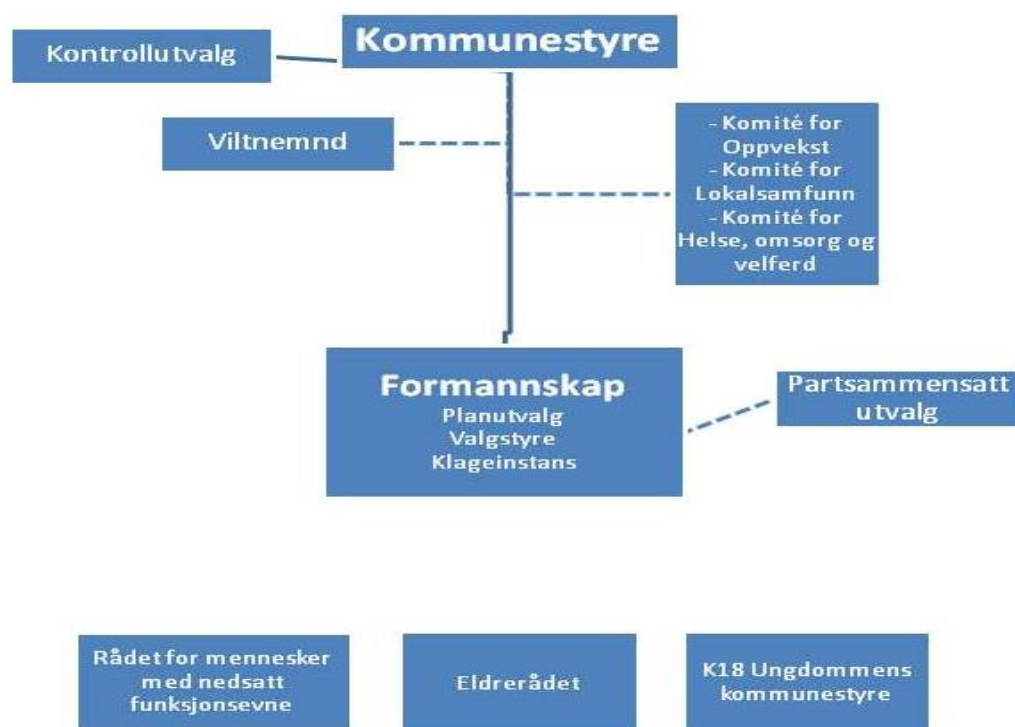 Kommunestyre
Kontrollutvalg
Viltnemnd
- Komité for
Oppvekst
- Komité for
Lokalsamfunn
- Komité for
Helse, omsorg og
velferd
Formannskap
Planutvalg
Valgstyre
Klageinstans
Partsammensatt
utvalg
Rådet for mennesker
med nedsatt
funksjonsevne
Eldrerådet
K18 Ungdommens
kommunestyre